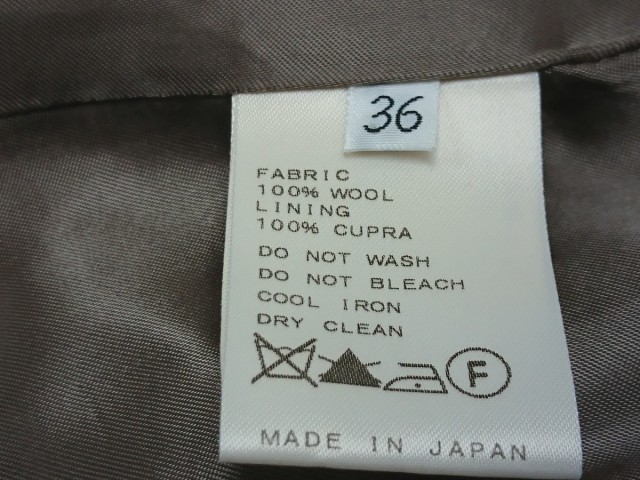 36
FABRIC
100% WOOL
LINING
100% CUPRA
DO NOT WASH
DO NOT BLEACH
COOL IRON
DRY CLEAN
F
MADE IN JAPAN